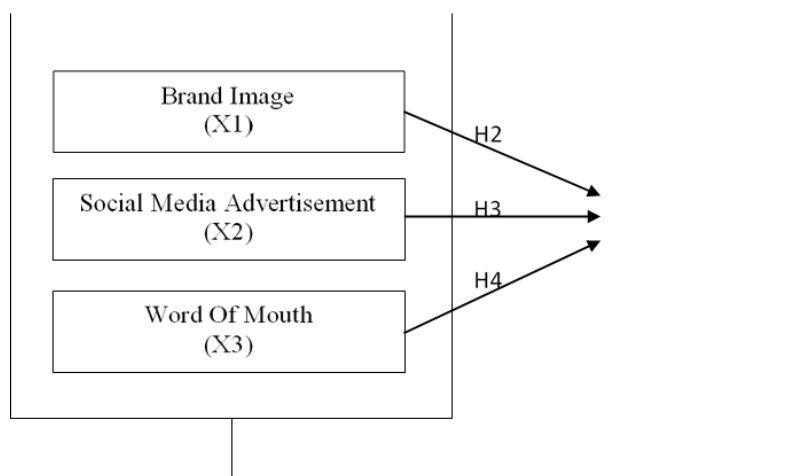 Brand Image
(X1)
H2
Social Media Advertisement
(X2)
H3
Word Of Mouth
(X3)
H4